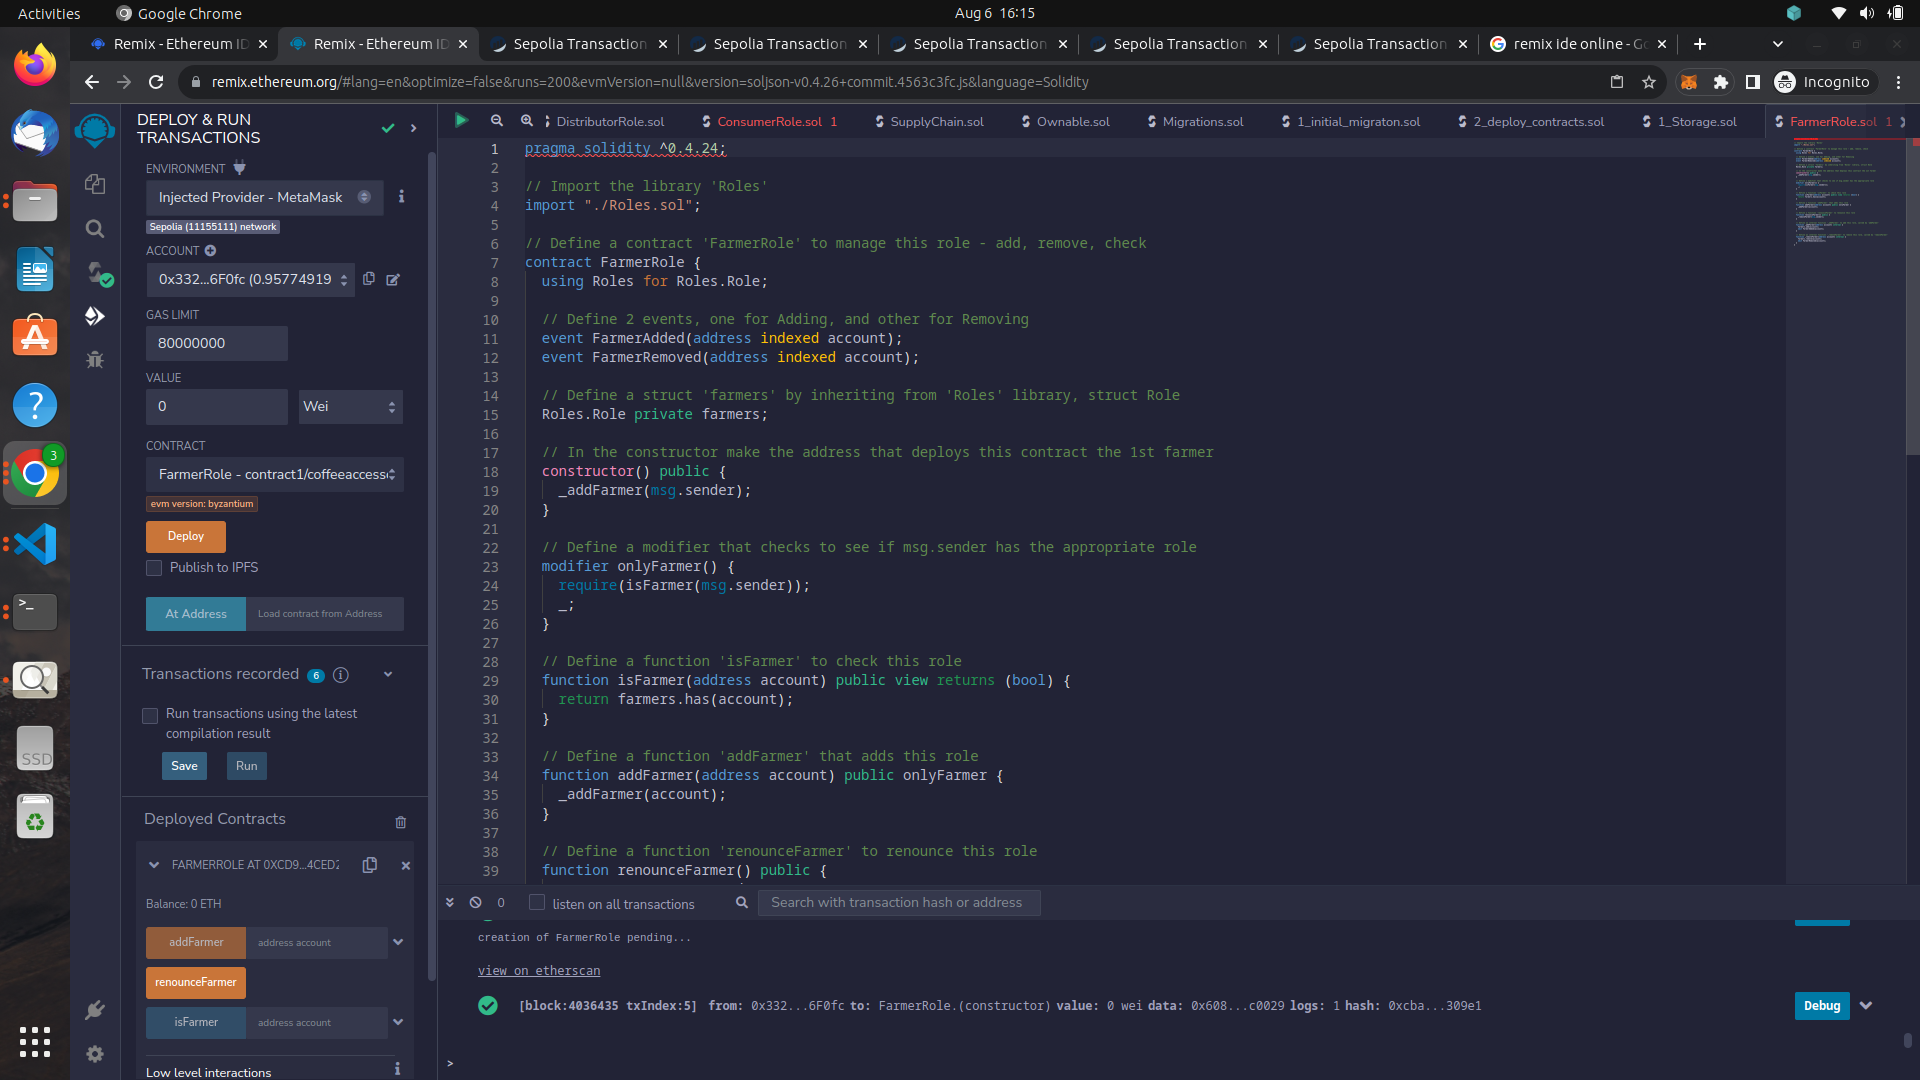 Activities
Google Chrome
Aug 6 16:15
Remix - Ethereum ID
Remix - Ethereum ID
Sepolia Transaction
Sepolia Transaction
Sepolia Transaction
Sepolia Transaction
Sepolia Transaction
remix ide online - Go
remix.ethereum.org/#lang=en&optimize=false&runs=200&evmVersion=null&version=soljson-v0.4.26+commit.4563c3fc.js&language=Solidity
Incognito
DEPLOY & RUN
TRANSACTIONS
ENVIRONMENT
Injected Provider - MetaMask
Sepolia (11155111) network
ACCOUNT
0x332...6F0fc (0.95774919
GAS LIMIT
80000000
VALUE
0
Wei
CONTRACT
FarmerRole - contract1/coffeeaccess
evm version: byzantium
Deploy
Publish to IPFS
At Address
Load contract from Address
Transactions recorded 6
Run transactions using the latest
compilation result
Save
Run
Deployed Contracts
FARMERROLE AT 0XCD9...4CED2
Balance: 0 ETH
addFarmer
address account
renounceFarmer
isFarmer
address account
Low level interactions
3
SSD
DistributorRole.sol
ConsumerRole.sol 1
SupplyChain.sol
Ownable.sol
Migrations.sol
1_initial_migraton.sol
2_deploy_contracts.sol
1_Storage.sol
FarmerRole.sol 1
1 pragma solidity ^0.4.24;
2
3 // Import the library 'Roles'
4 import "./Roles.sol";
5
6 // Define a contract 'FarmerRole' to manage this role - add, remove, check
7 contract FarmerRole {
8 using Roles for Roles.Role;
9
10 // Define 2 events, one for Adding, and other for Removing
11 event FarmerAdded(address indexed account);
12 event FarmerRemoved(address indexed account);
13
14 // Define a struct 'farmers' by inheriting from 'Roles' library, struct Role
15 Roles.Role private farmers;
16
17 // In the constructor make the address that deploys this contract the 1st farmer
18 constructor() public {
19 _addFarmer(msg.sender);
20 }
21
22 // Define a modifier that checks to see if msg.sender has the appropriate role
23 modifier onlyFarmer() {
24 require(isFarmer(msg.sender));
25 _;
26 }
27
28 // Define a function 'isFarmer' to check this role
29 function isFarmer(address account) public view returns (bool) {
30 return farmers.has(account);
31 }
32
33 // Define a function 'addFarmer' that adds this role
34 function addFarmer(address account) public onlyFarmer {
35 _addFarmer(account);
36 }
37
38 // Define a function 'renounceFarmer' to renounce this role
39 function renounceFarmer() public {
0
listen on all transactions
Search with transaction hash or address
creation of FarmerRole pending...
view on etherscan
[block:4036435 txIndex:5] from: 0x332...6F0fc to: FarmerRole.(constructor) value: 0 wei data: 0x608...c0029 logs: 1 hash: 0xcba...309e1
Debug
>